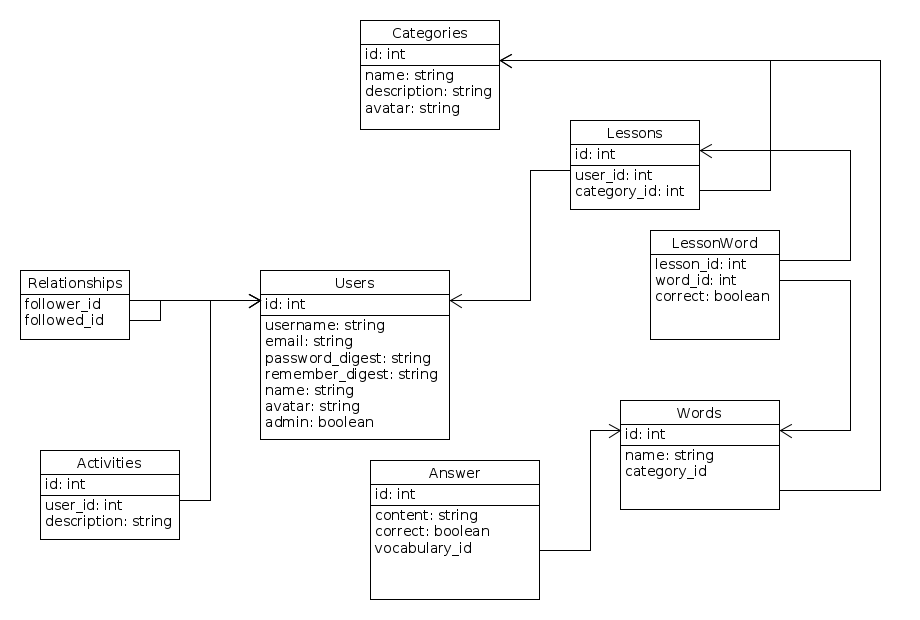 Categories
id: int
name: string
description: string
avatar: string
Lessons
id: int
user_id: int
category_id: int
LessonWord
lesson_id: int
word_id: int
correct: boolean
Relationships
follower_id
followed_id
Users
id: int
username: string
email: string
password_digest: string
remember_digest: string
name: string
avatar: string
admin: boolean
Words
id: int
name: string
category_id
Activities
id: int
user_id: int
description: string
Answer
id: int
content: string
correct: boolean
vocabulary_id